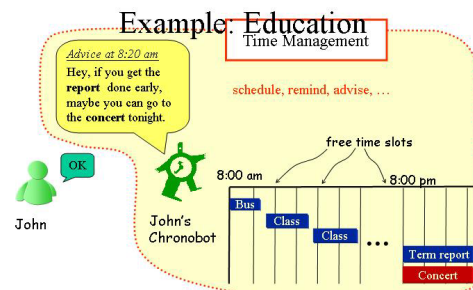 Example: Education
Time Management
Advice at 8:20 am
Hey, if you get the
report done early,
maybe you can go to
the concert tonight.
schedule, remind, advise, ...
OK
John
John's
Chronobot
free time slots
8:00 am
8:00 pm
Bus
Class
Class
...
Term report
Concert